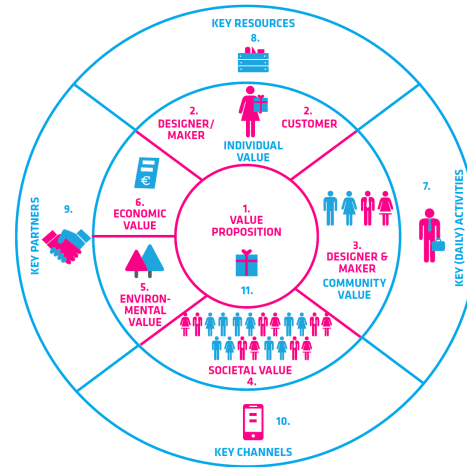 KEY RESOURCES
8.
2.
DESIGNER/
MAKER
2.
CUSTOMER
INDIVIDUAL
VALUE
7.
KEY (DAILY) ACTIVITIES
9.
KEY PARTNERS
€
6.
ECONOMIC
VALUE
1.
VALUE
PROPOSITION
11.
3.
DESIGNER &
MAKER
COMMUNITY
VALUE
5.
ENVIRON-
MENTAL
VALUE
SOCIETAL VALUE
4.
10.
KEY CHANNELS